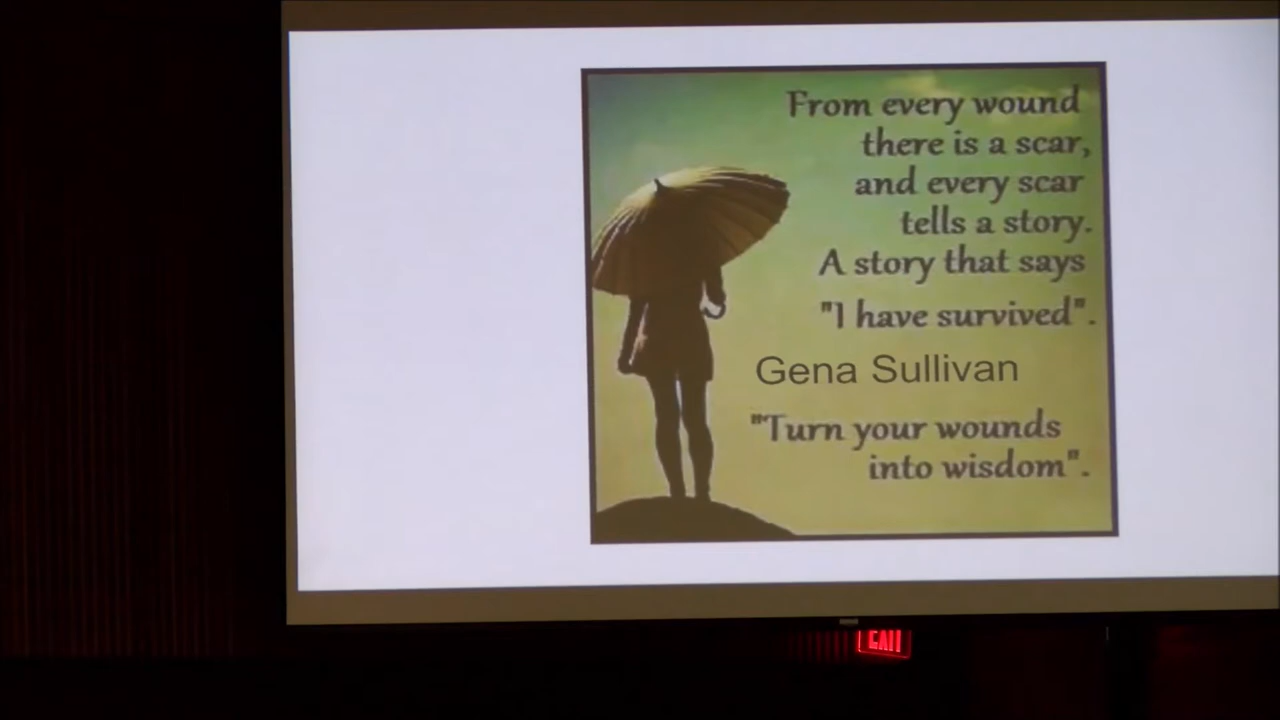 From every wound
there is a scar,
and every scar
tells a story.
A story that says
"I have survived".
Gena Sullivan
"Turn your wounds
into wisdom".
EXIT